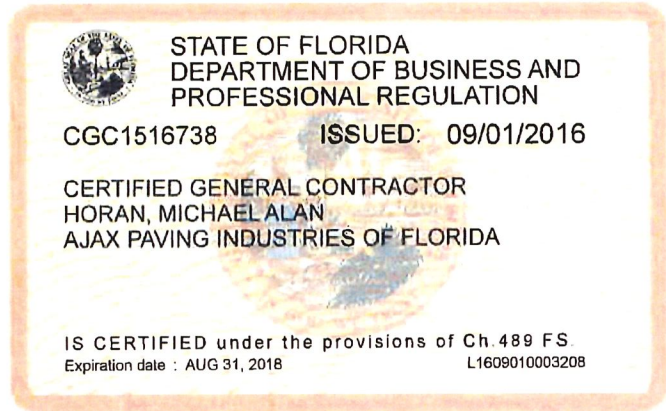 STATE OF FLORIDA
DEPARTMENT OF BUSINESS AND
PROFESSIONAL REGULATION
CGC1516738 ISSUED: 09/01/2016
CERTIFIED GENERAL CONTRACTOR
HORAN, MICHAEL ALAN
AJAX PAVING INDUSTRIES OF FLORIDA
IS CERTIFIED under the provisions of Ch.489 FS.
Expiration date : AUG 31, 2018 L1609010003208